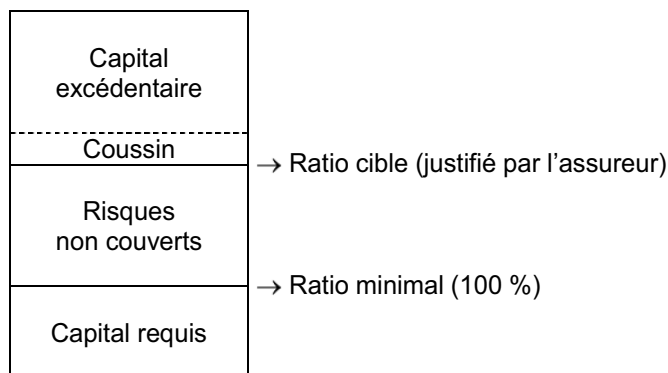 Capital
excédentaire
Coussin
→ Ratio cible (justifié par l’assureur)
Risques
non couverts
→ Ratio minimal (100 %)
Capital requis